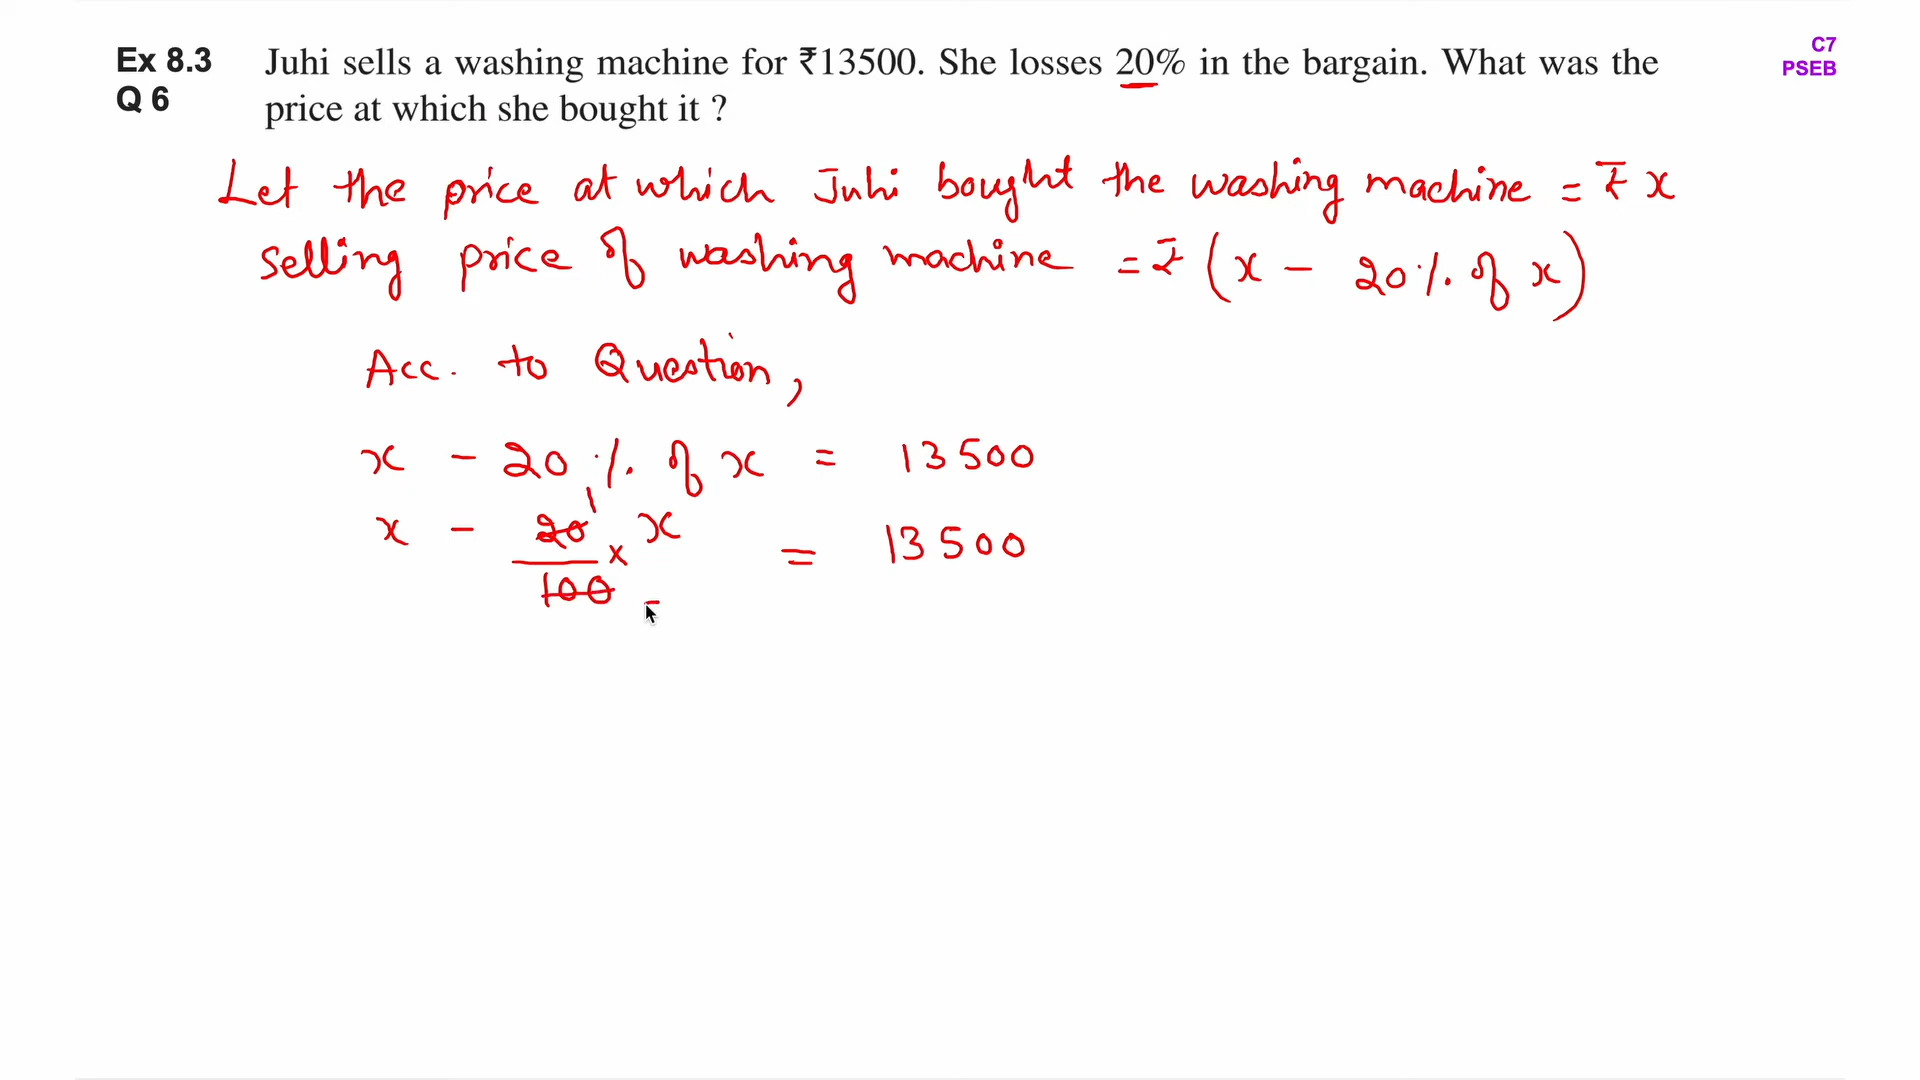 Ex 8.3 Juhi sells a washing machine for ₹13500. She losses 20% in the bargain. What was the
Q 6 price at which she bought it ?
C7
PSEB
Let the price at which Juhi bought the washing machine = ₹ x
selling price of washing machine = ₹ (x - 20% of x)
Acc. to Question,
x - 20 % of x = 13500
x - 20/100 × x = 13500
1